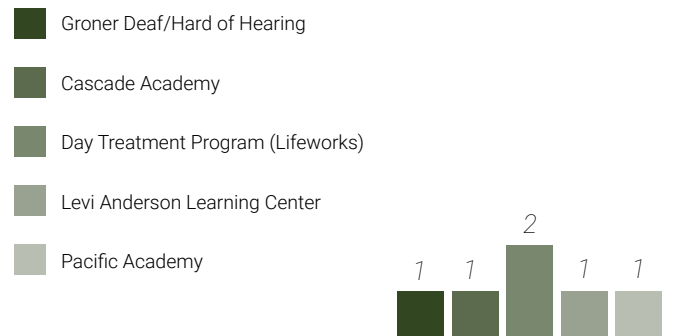 Groner Deaf/Hard of Hearing
Cascade Academy
Day Treatment Program (Lifeworks)
Levi Anderson Learning Center
Pacific Academy
1 1 2 1 1